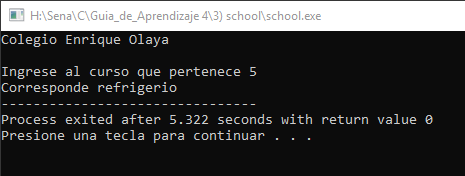 H:\Sena\C\Guia_de_Aprendizaje 4\3) school\school.exe
Colegio Enrique Olaya
Ingrese al curso que pertenece 5
Corresponde refrigerio
--------------------------------
Process exited after 5.322 seconds with return value 0
Presione una tecla para continuar . . .